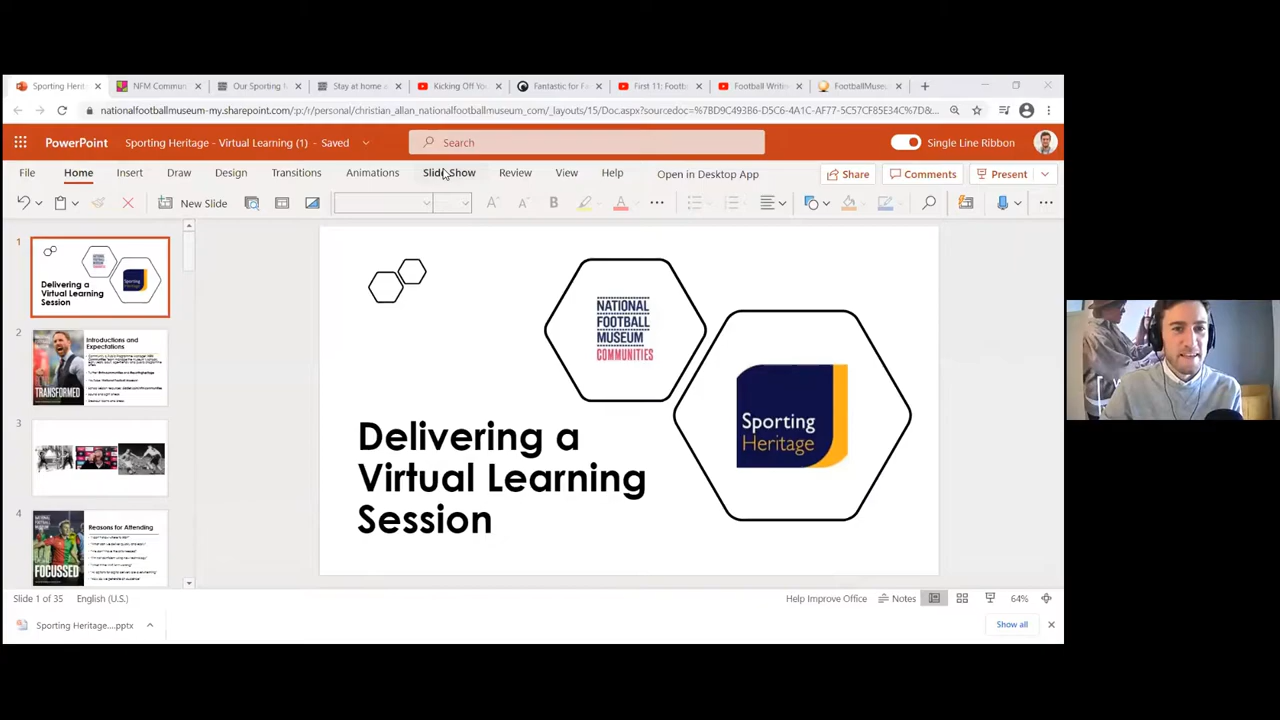 Sporting Herit
NFM Commun
Our Sporting M
Stay at home a
Kicking Off You
Fantastic for Fa
First 11: Footb
Football Writin
FootballMuseu
nationalfootballmuseum-my.sharepoint.com/:p:/r/personal/christian_allan_nationalfootballmuseum_com/_layouts/15/Doc.aspx?sourcedoc=%7BD9C493B6-D5C6-4A1C-AF77-5C57CF85E34C%7D&...
PowerPoint
Sporting Heritage - Virtual Learning (1) - Saved
Search
Single Line Ribbon
File Home Insert Draw Design Transitions Animations Slide Show Review View Help Open in Desktop App Share Comments Present
New Slide
1
Delivering a
Virtual Learning
Session
2
Introductions and
Expectations
TRANSFORMED
3
4
Reasons for Attending
FOCUSSED
NATIONAL
FOOTBALL
MUSEUM
COMMUNITIES
Sporting
Heritage
Delivering a
Virtual Learning
Session
Slide 1 of 35 English (U.S.) Help Improve Office Notes 64%
Sporting Heritage....pptx
Show all